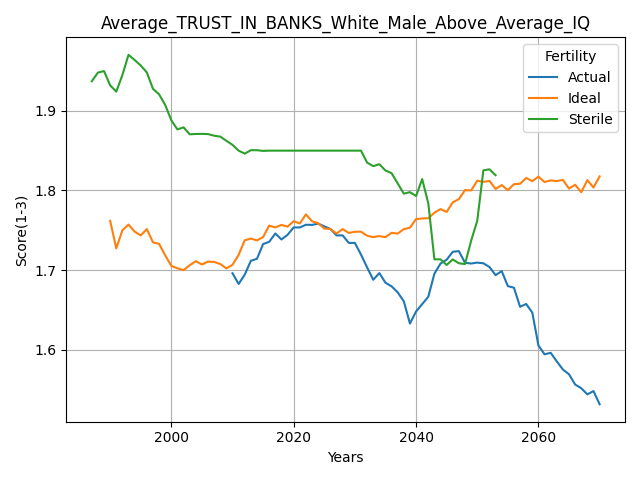 Average_TRUST_IN_BANKS_White_Male_Above_Average_IQ
Fertility
Actual
Ideal
Sterile
Score(1-3)
1.9
1.8
1.7
1.6
2000 2020 2040 2060
Years